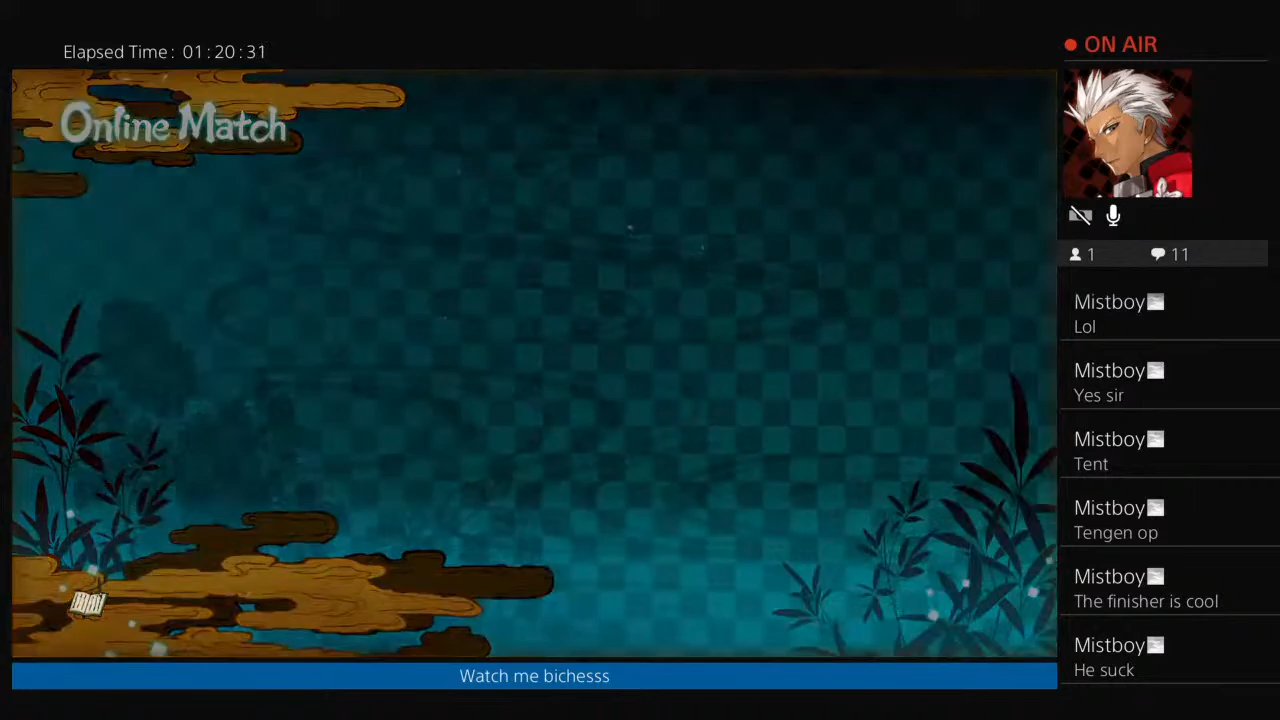 Elapsed Time: 01:20:31
ON AIR
Online Match
1 11
Mistboy
Lol
Mistboy
Yes sir
Mistboy
Tent
Mistboy
Tengen op
Mistboy
The finisher is cool
Mistboy
He suck
Watch me bichesss